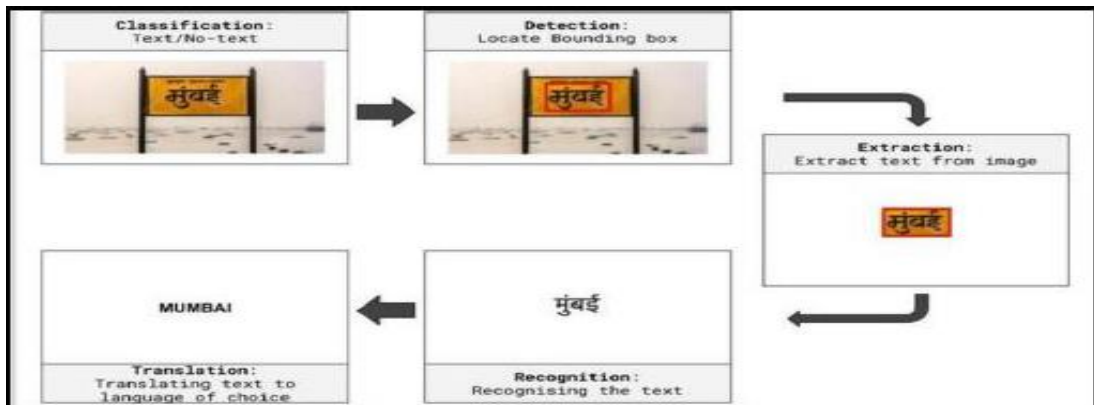 Classification:
Text/No-text
मुंबई
Detection:
Locate Bounding box
मुंबई
Extraction:
Extract text from image
मुंबई
मुंबई
Recognition:
Recognising the text
MUMBAI
Translation:
Translating text to
language of choice